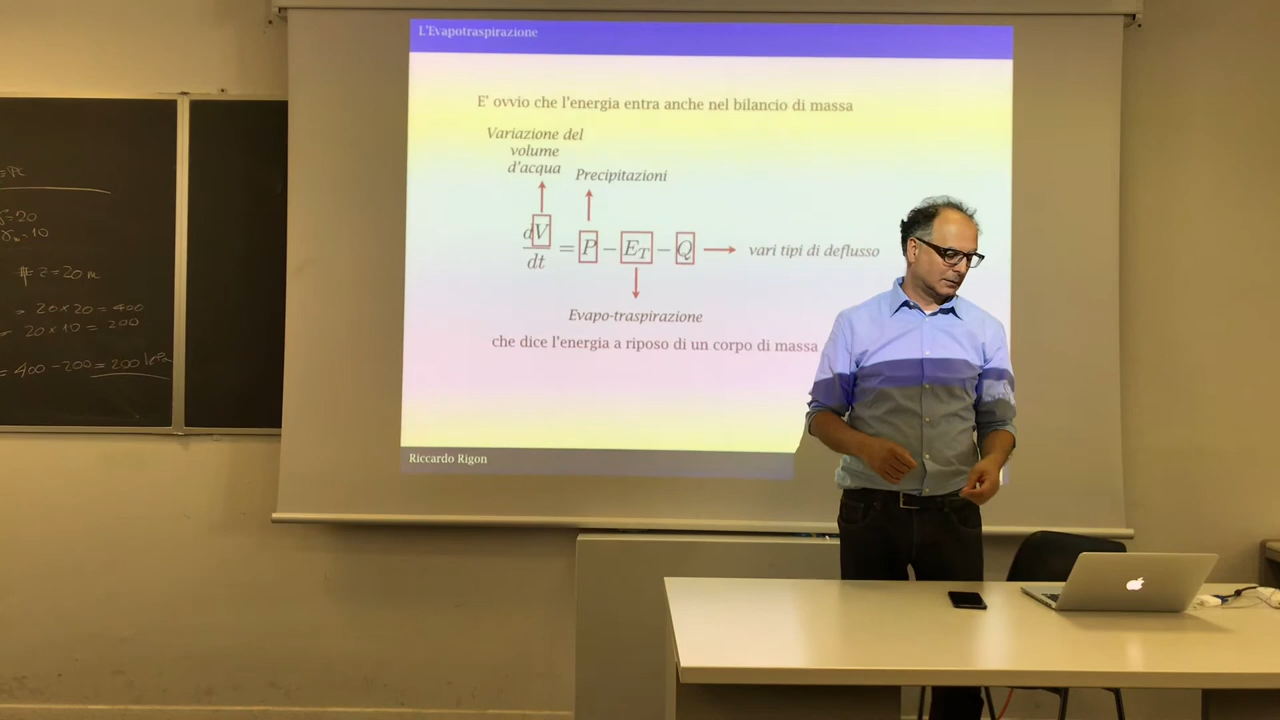 L'Evapotraspirazione
E' ovvio che l'energia entra anche nel bilancio di massa
Variazione del
volume
d'acqua
Precipitazioni
dV/dt = P − E_T − Q
vari tipi di deflusso
Evapo-traspirazione
che dice l'energia a riposo di un corpo di massa
Riccardo Rigon
= 20
= 10
z = 20 m
= 20 x 20 = 400
= 20 x 10 = 200
= 400 - 200 = 200 kPa